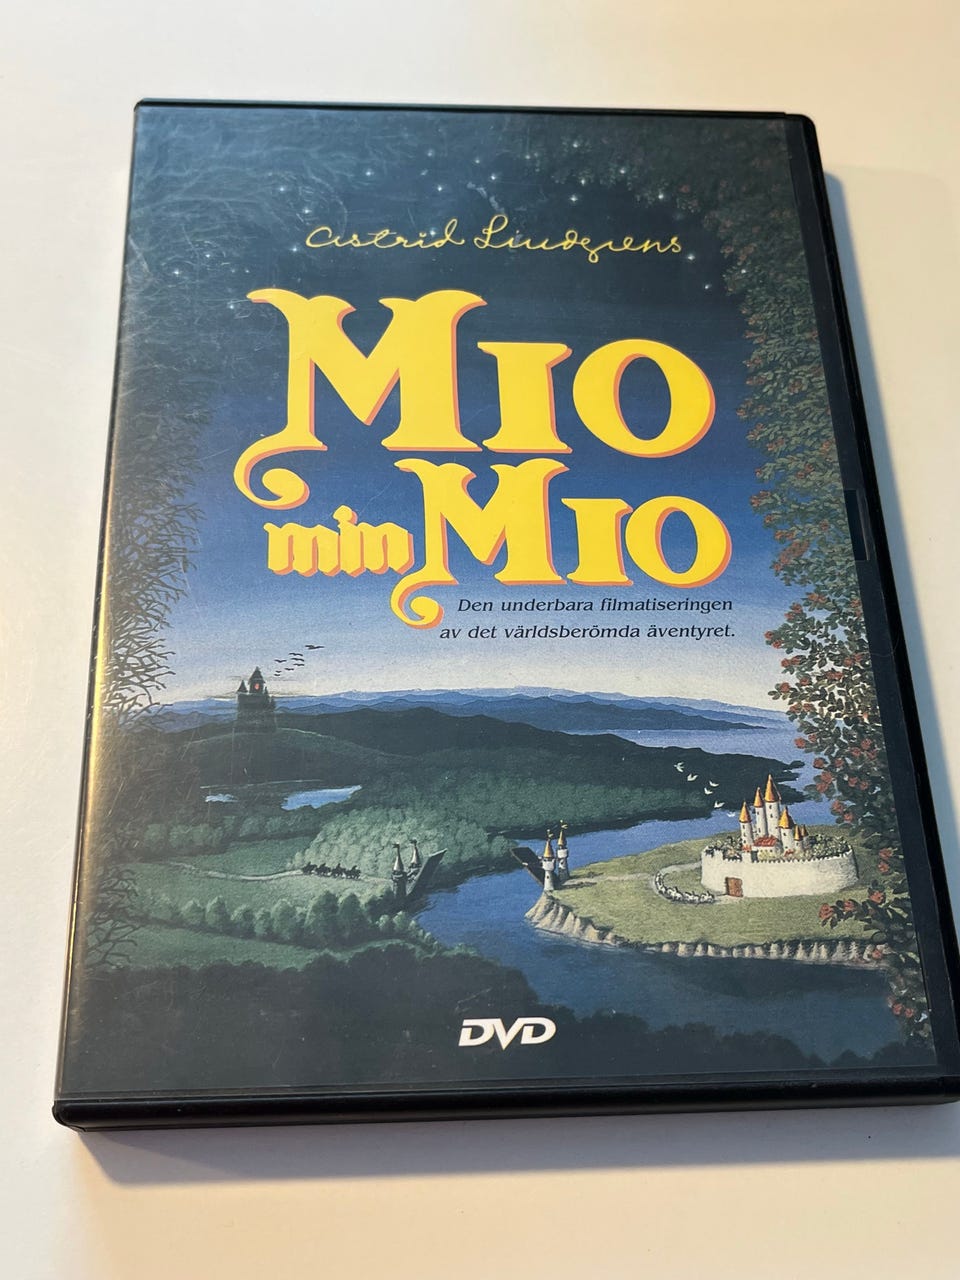 Astrid Lindgrens
MIO
min MIO
Den underbara filmatiseringen
av det världsberömda äventyret.
DVD